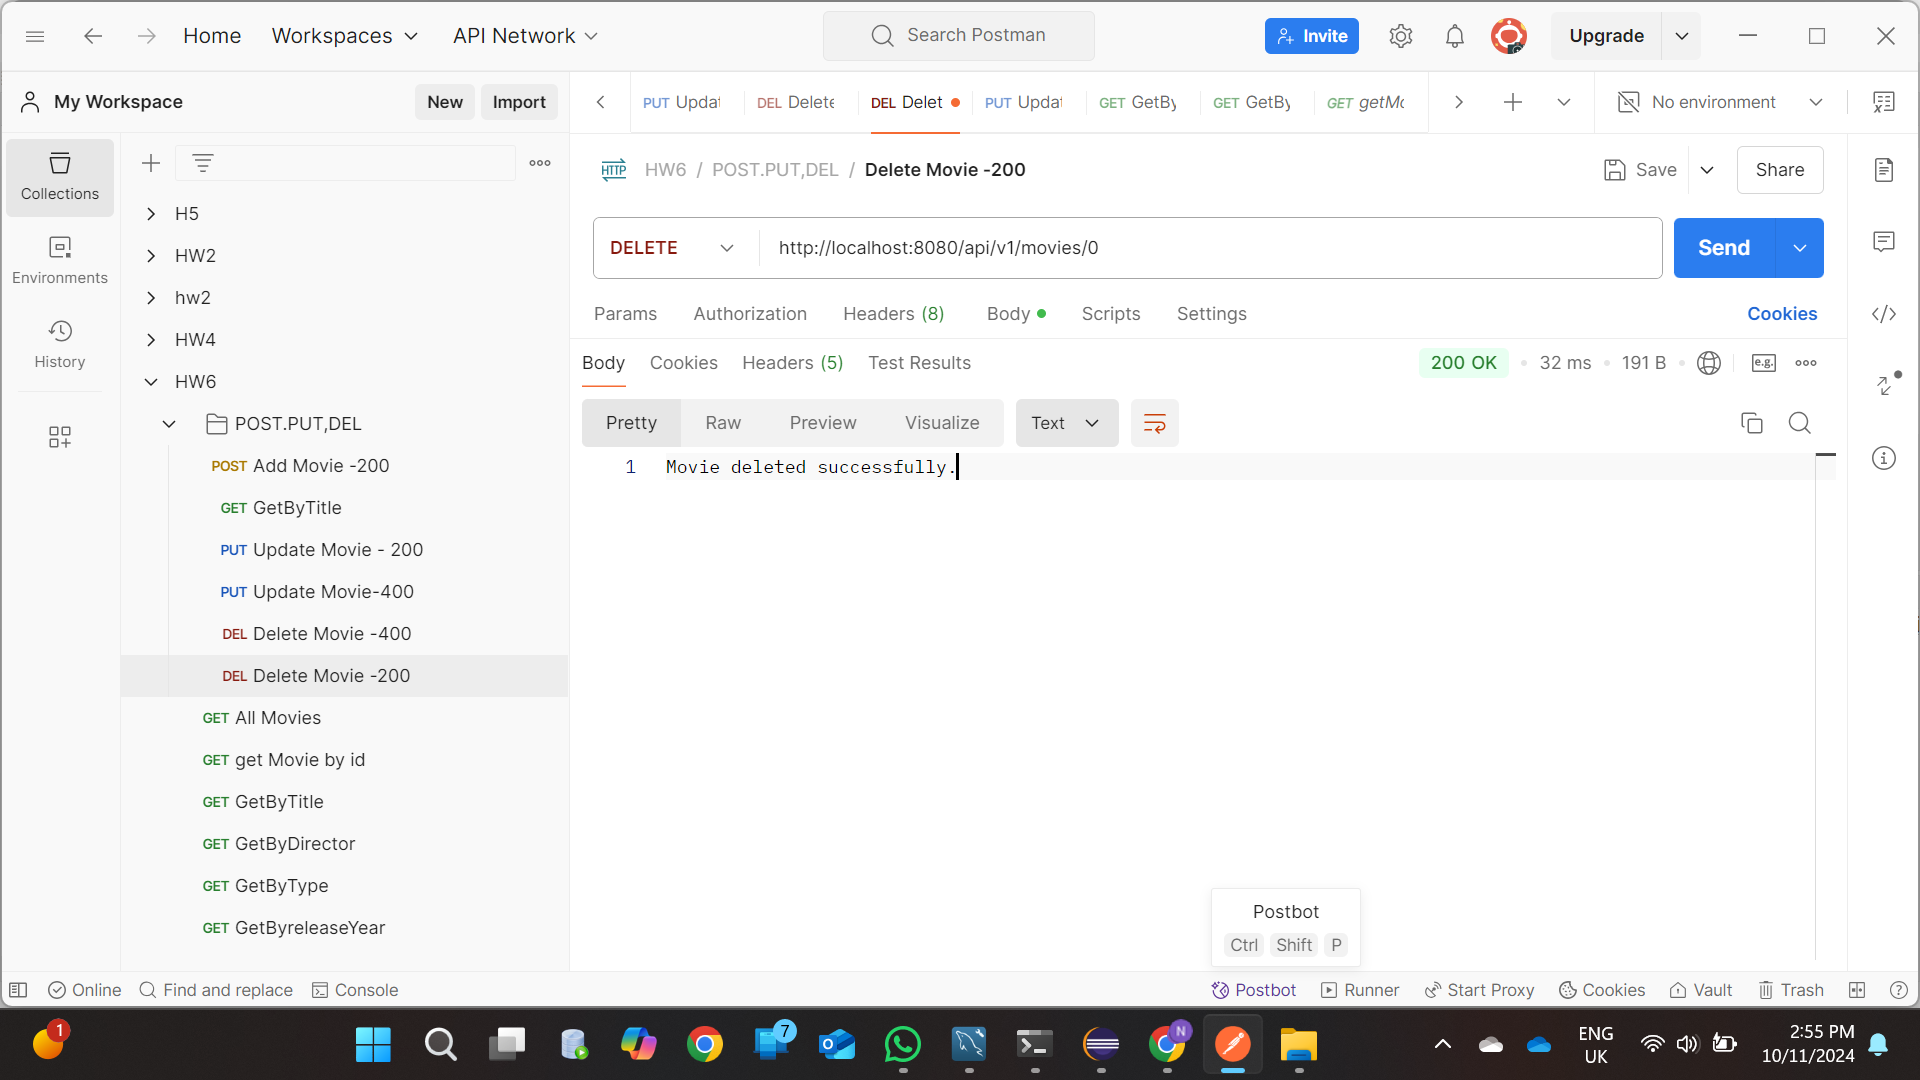 Home Workspaces API Network Search Postman Invite Upgrade
My Workspace New Import
PUT Updat DEL Delete DEL Delet PUT Updat GET GetBy GET GetBy GET getMo No environment
Collections
Environments
History
H5
HW2
hw2
HW4
HW6
POST.PUT,DEL
POST Add Movie -200
GET GetByTitle
PUT Update Movie - 200
PUT Update Movie-400
DEL Delete Movie -400
DEL Delete Movie -200
GET All Movies
GET get Movie by id
GET GetByTitle
GET GetByDirector
GET GetByType
GET GetByreleaseYear
HTTP HW6 / POST.PUT,DEL / Delete Movie -200 Save Share
DELETE http://localhost:8080/api/v1/movies/0 Send
Params Authorization Headers (8) Body Scripts Settings Cookies
Body Cookies Headers (5) Test Results 200 OK 32 ms 191 B e.g.
Pretty Raw Preview Visualize Text
1 Movie deleted successfully.
Postbot
Ctrl Shift P
Online Find and replace Console Postbot Runner Start Proxy Cookies Vault Trash
1 7 N ENG
UK
2:55 PM
10/11/2024